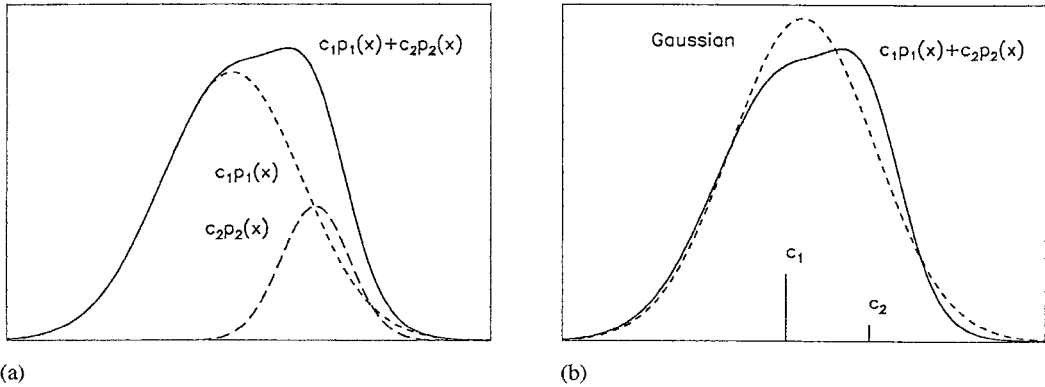 c₁p₁(x)+c₂p₂(x)
c₁p₁(x)
c₂p₂(x)
(a)
Gaussian
c₁p₁(x)+c₂p₂(x)
c₁
c₂
(b)